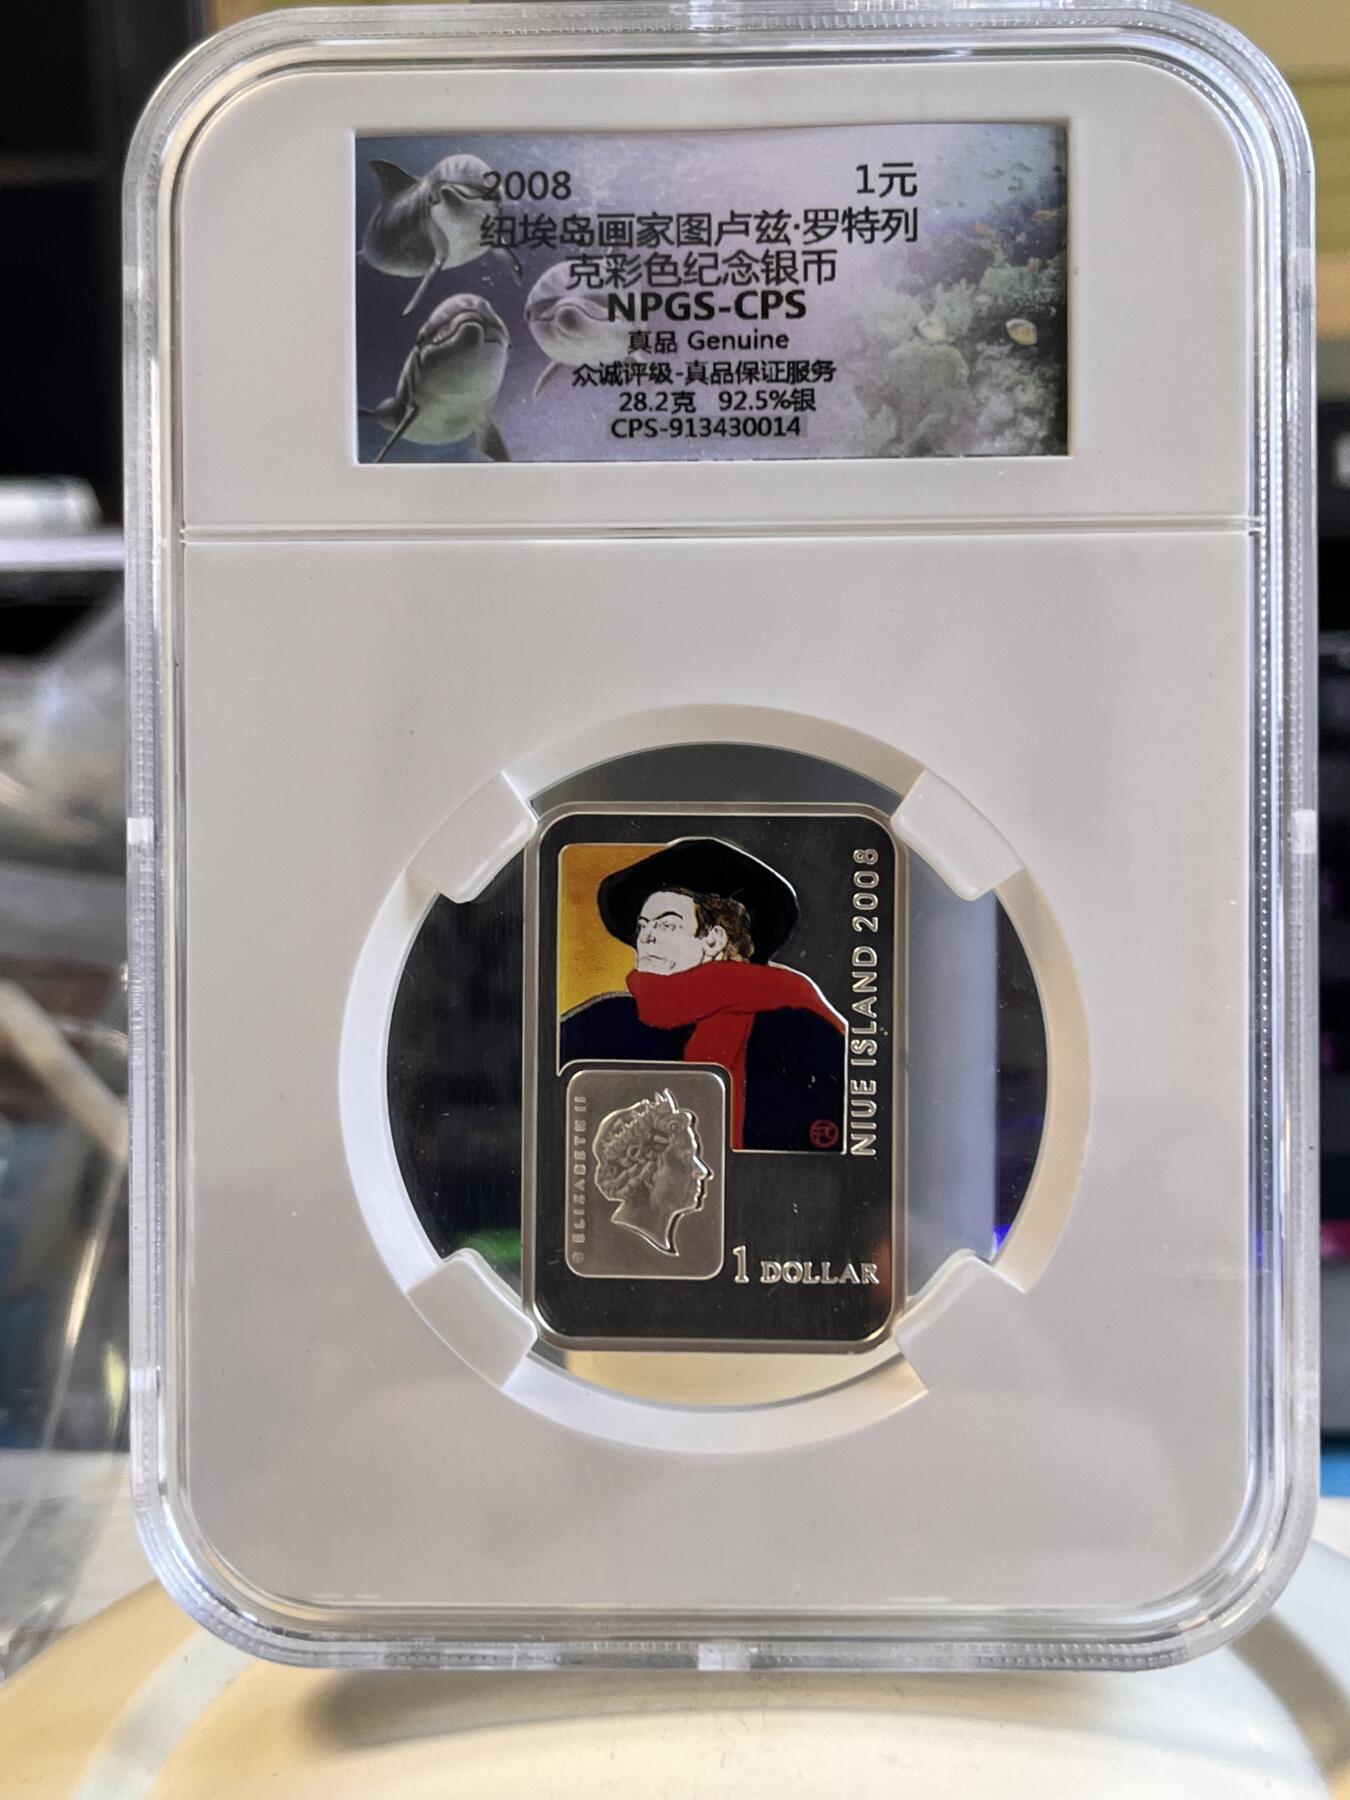 2008 1元
纽埃岛画家图卢兹·罗特列
克彩色纪念银币
NPGS-CPS
真品 Genuine
众诚评级-真品保证服务
28.2克 92.5%银
CPS-913430014
NIUE ISLAND 2008
ELIZABETH II
1 DOLLAR